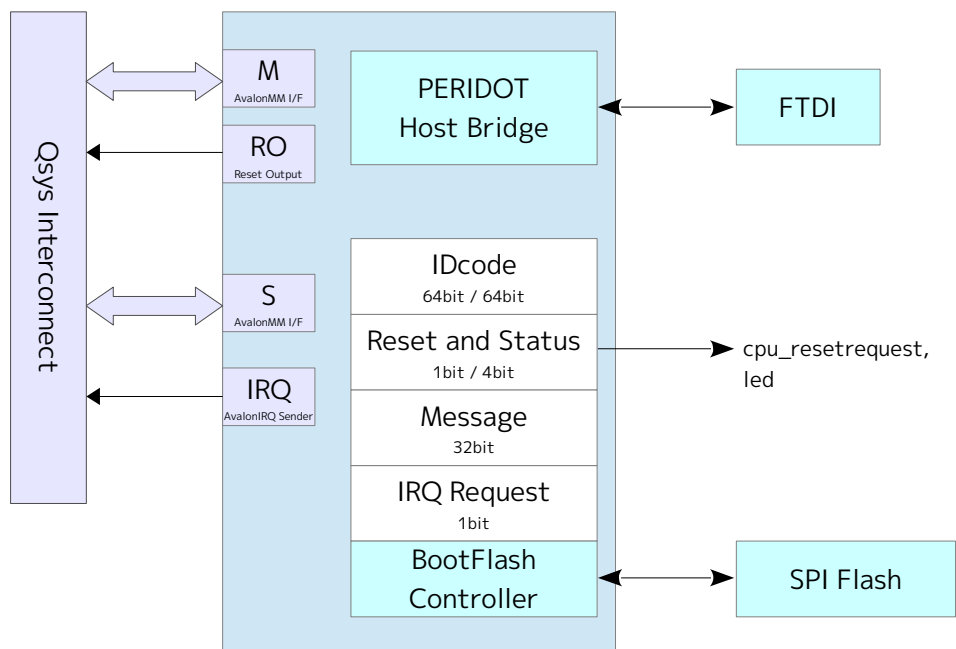 Qsys Interconnect
M
AvalonMM I/F
RO
Reset Output
S
AvalonMM I/F
IRQ
AvalonIRQ Sender
PERIDOT
Host Bridge
FTDI
IDcode
64bit / 64bit
Reset and Status
1bit / 4bit
cpu_resetrequest,
led
Message
32bit
IRQ Request
1bit
BootFlash
Controller
SPI Flash